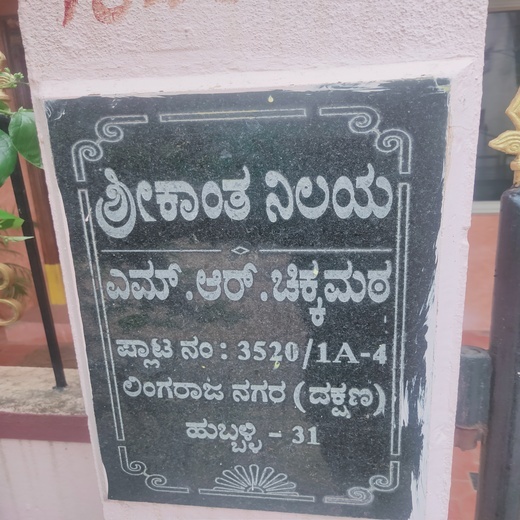 ಶ್ರೀಕಾಂತ ನಿಲಯ
ಎಮ್.ಆರ್.ಚಿಕ್ಕಮಠ
ಪ್ಲಾಟ ನಂ : 3520/1A-4
ಲಿಂಗರಾಜ ನಗರ (ದಕ್ಷಣ)
ಹುಬ್ಬಳ್ಳಿ - 31